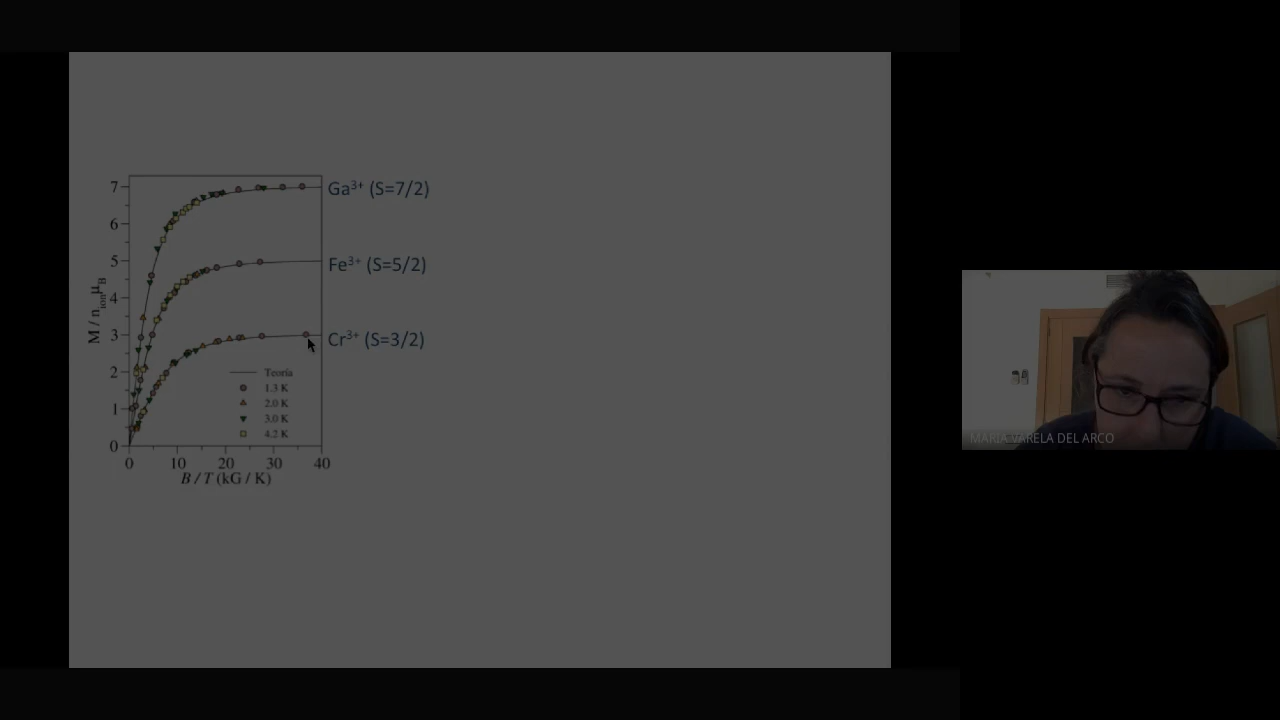 7
Ga³⁺ (S=7/2)
6
5
Fe³⁺ (S=5/2)
4
M / n_ion μ_B
3
Cr³⁺ (S=3/2)
2
Teoría
1.3 K
1
2.0 K
3.0 K
4.2 K
0
0 10 20 30 40
B / T (kG / K)
MARIA VARELA DEL ARCO